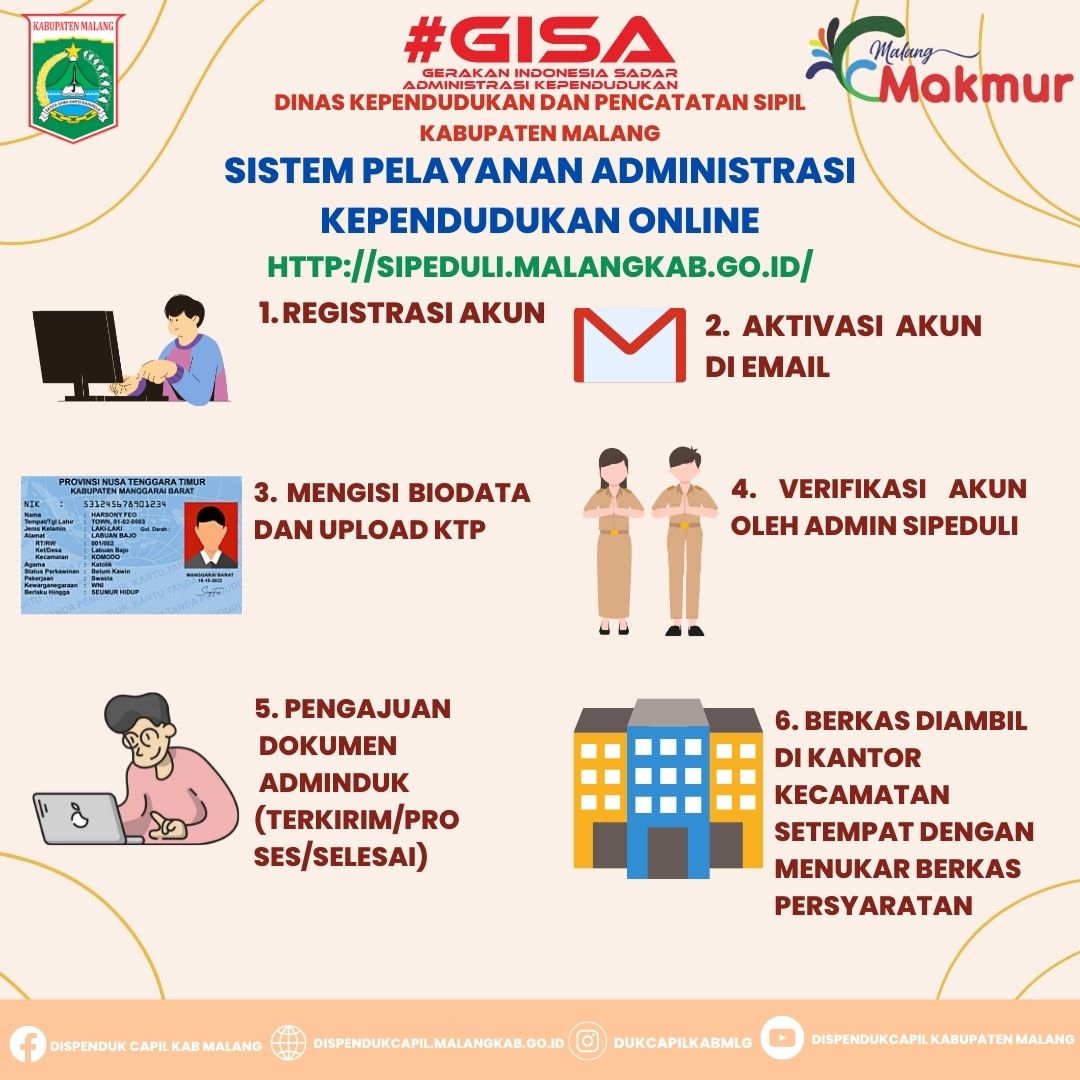 KABUPATEN MALANG
#GISA
GERAKAN INDONESIA SADAR
ADMINISTRASI KEPENDUDUKAN
Malang
Makmur
DINAS KEPENDUDUKAN DAN PENCATATAN SIPIL
KABUPATEN MALANG
SISTEM PELAYANAN ADMINISTRASI
KEPENDUDUKAN ONLINE
HTTP://SIPEDULI.MALANGKAB.GO.ID/
1. REGISTRASI AKUN
2. AKTIVASI AKUN
DI EMAIL
PROVINSI NUSA TENGGARA TIMUR
KABUPATEN MANGGARAI BARAT
NIK : 531245678901234
Nama : HARSONY FEO
Tempat/Tgl Lahir : TOWN, 01-02-0003
Jenis Kelamin : LAKI-LAKI Gol. Darah :
Alamat : LABUAN BAJO
RT/RW : 001/002
Kel/Desa : Labuan Bajo
Kecamatan : KOMODO
Agama : Katolik
Status Perkawinan : Belum Kawin
Pekerjaan : Swasta
Kewarganegaraan : WNI
Berlaku Hingga : SEUMUR HIDUP
MANGGARAI BARAT
18-10-2022
3. MENGISI BIODATA
DAN UPLOAD KTP
4. VERIFIKASI AKUN
OLEH ADMIN SIPEDULI
5. PENGAJUAN
DOKUMEN
ADMINDUK
(TERKIRIM/PRO
SES/SELESAI)
6. BERKAS DIAMBIL
DI KANTOR
KECAMATAN
SETEMPAT DENGAN
MENUKAR BERKAS
PERSYARATAN
DISPENDUK CAPIL KAB MALANG
DISPENDUKCAPIL.MALANGKAB.GO.ID
DUKCAPILKABMLG
DISPENDUKCAPIL KABUPATEN MALANG